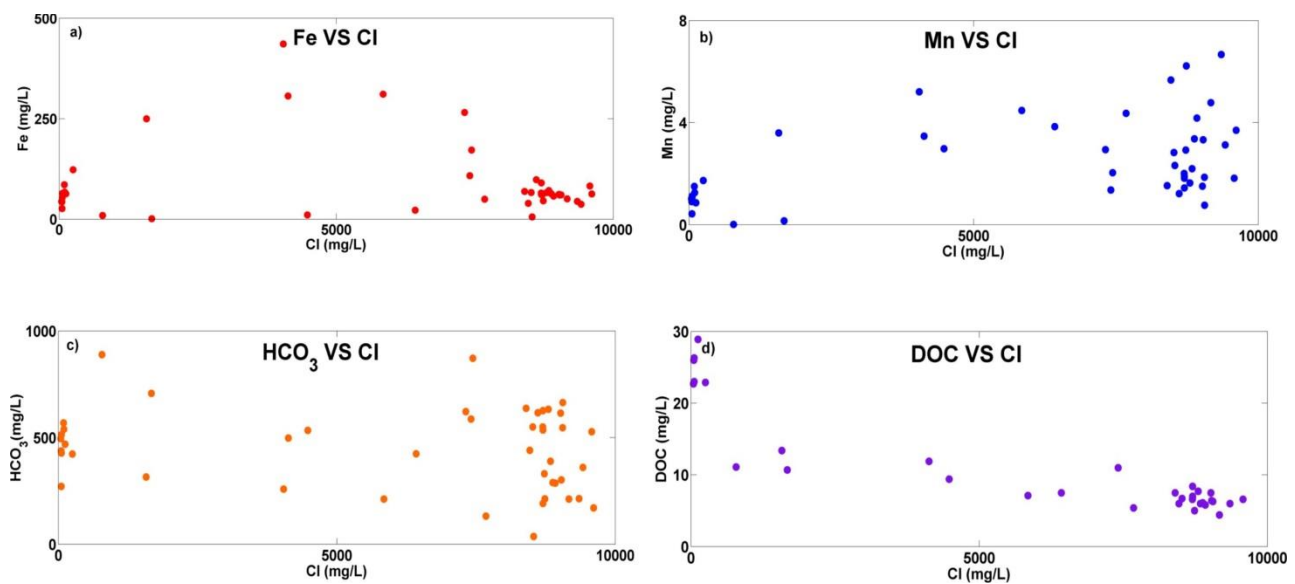 a)
Fe VS Cl
500
250
0
Fe (mg/L)
0
5000
10000
Cl (mg/L)
b)
Mn VS Cl
8
4
0
Mn (mg/L)
0
5000
10000
Cl (mg/L)
c)
HCO3 VS Cl
1000
500
0
HCO3(mg/L)
0
5000
10000
Cl (mg/L)
d)
DOC VS Cl
30
20
10
0
DOC (mg/L)
0
5000
10000
Cl (mg/L)